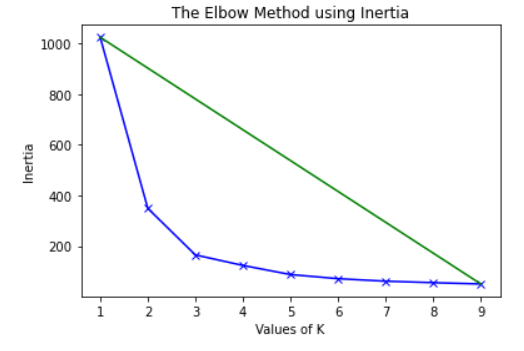 The Elbow Method using Inertia
1000
800
600
400
200
Inertia
1 2 3 4 5 6 7 8 9
Values of K